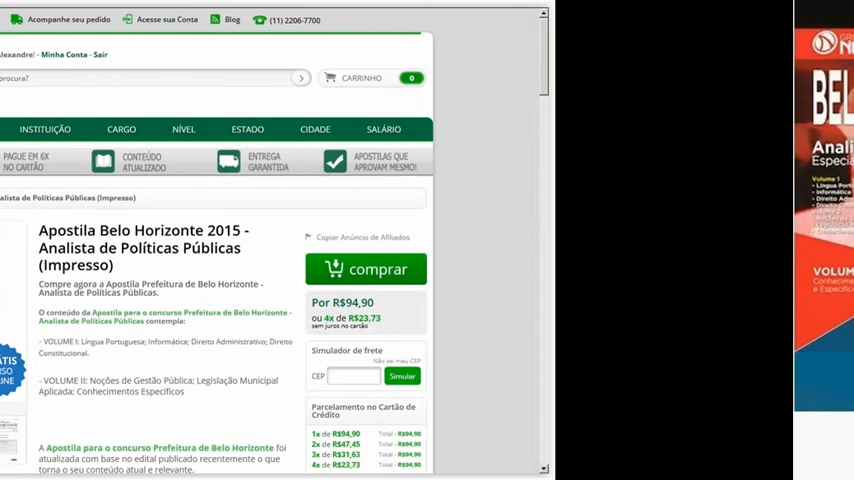 Acompanhe seu pedido
Acesse sua Conta
Blog
(11) 2206-7700
Alexandre! - Minha Conta - Sair
procura?
CARRINHO
0
INSTITUIÇÃO
CARGO
NÍVEL
ESTADO
CIDADE
SALÁRIO
PAGUE EM 6X
NO CARTÃO
CONTEÚDO
ATUALIZADO
ENTREGA
GARANTIDA
APOSTILAS QUE
APROVAM MESMO!
alista de Políticas Públicas (Impresso)
Apostila Belo Horizonte 2015 -
Analista de Políticas Públicas
(Impresso)
Compre agora a Apostila Prefeitura de Belo Horizonte -
Analista de Políticas Públicas.
O conteúdo da Apostila para o concurso Prefeitura de Belo Horizonte -
Analista de Políticas Públicas contempla:
- VOLUME I: Língua Portuguesa; Informática; Direito Administrativo; Direito
Constitucional.
- VOLUME II: Noções de Gestão Pública; Legislação Municipal
Aplicada; Conhecimentos Específicos
A Apostila para o concurso Prefeitura de Belo Horizonte foi
atualizada com base no edital publicado recentemente o que
torna o seu conteúdo atual e relevante.
Copiar Anúncio de Afiliados
comprar
Por R$94,90
ou 4x de R$23,73
sem juros no cartão
Simulador de frete
Não sei meu CEP
CEP
Simular
Parcelamento no Cartão de
Crédito
1x de R$94,90 Total - R$94,90
2x de R$47,45 Total - R$94,90
3x de R$31,63 Total - R$94,90
4x de R$23,73 Total - R$94,90
BEL
Anali
Especia
Volume 1
• Língua Port
• Informática
• Direito Adm
VOLUM
Conhecime
e Específic